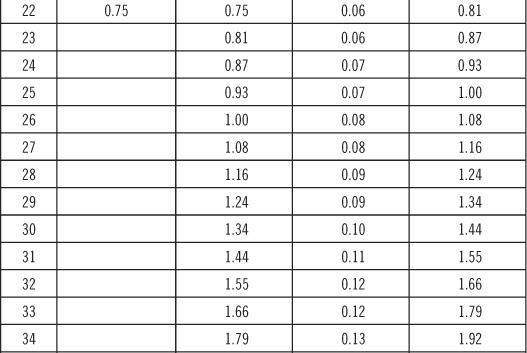 22 0.75 0.75 0.06 0.81
23 0.81 0.06 0.87
24 0.87 0.07 0.93
25 0.93 0.07 1.00
26 1.00 0.08 1.08
27 1.08 0.08 1.16
28 1.16 0.09 1.24
29 1.24 0.09 1.34
30 1.34 0.10 1.44
31 1.44 0.11 1.55
32 1.55 0.12 1.66
33 1.66 0.12 1.79
34 1.79 0.13 1.92